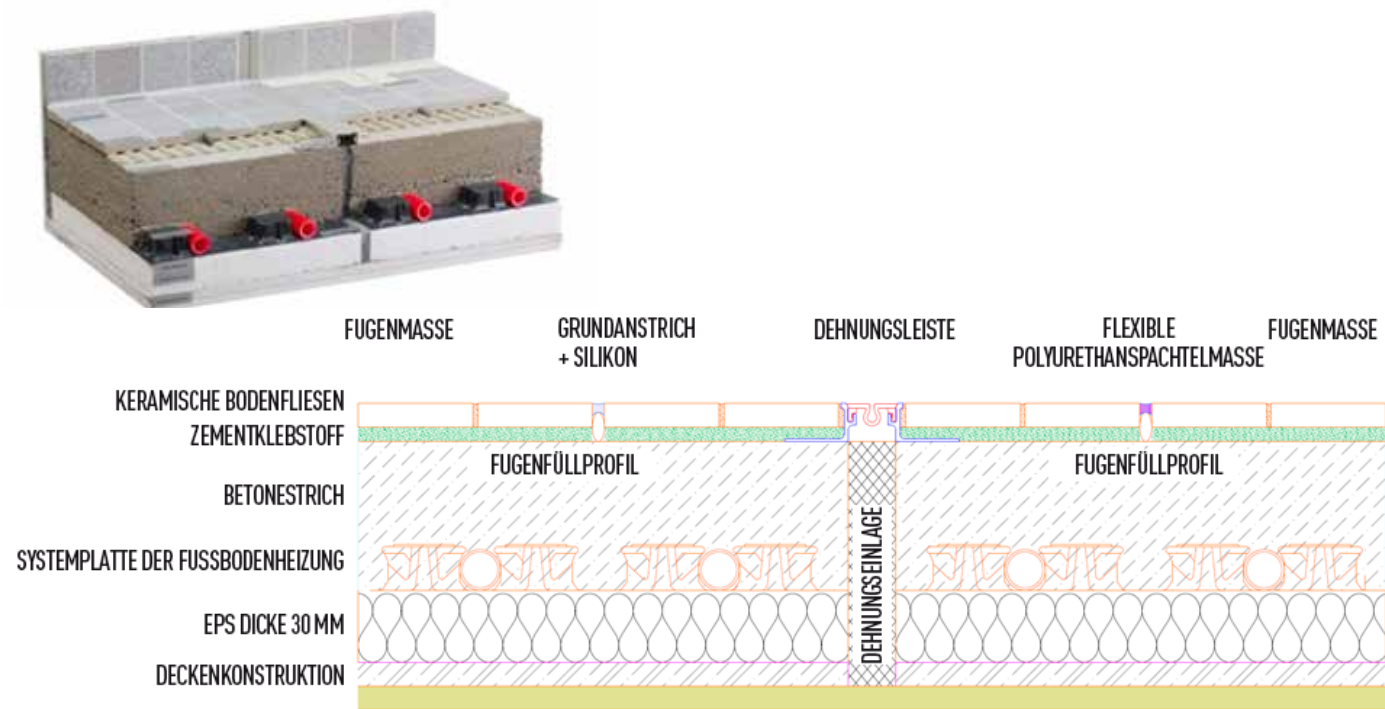 FUGENMASSE
GRUNDANSTRICH
+ SILIKON
DEHNUNGSLEISTE
FLEXIBLE
POLYURETHANSPACHTELMASSE
FUGENMASSE
KERAMISCHE BODENFLIESEN
ZEMENTKLEBSTOFF
FUGENFÜLLPROFIL
FUGENFÜLLPROFIL
BETONESTRICH
SYSTEMPLATTE DER FUSSBODENHEIZUNG
DEHNUNGSEINLAGE
EPS DICKE 30 MM
DECKENKONSTRUKTION